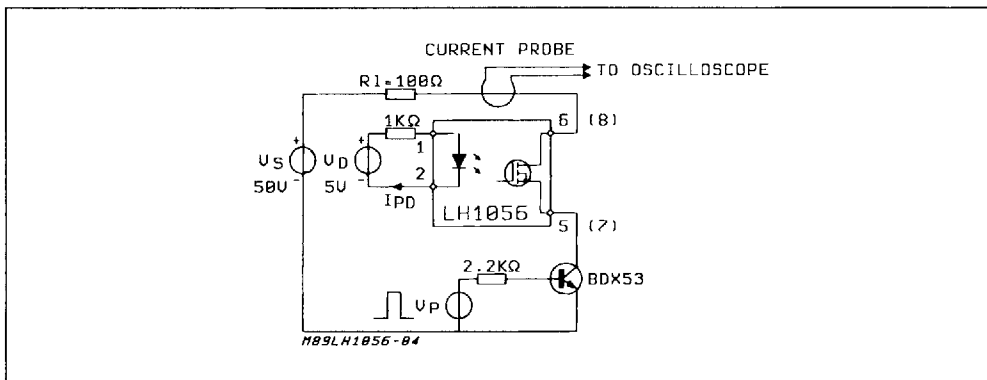 CURRENT PROBE
TO OSCILLOSCOPE
Rl=100Ω
1KΩ
6 (8)
1
+
+
VS
VD
2
50V
-
5V
-
IPD
LH1056
5 (7)
2.2KΩ
BDX53
VP
M89LH1056-04